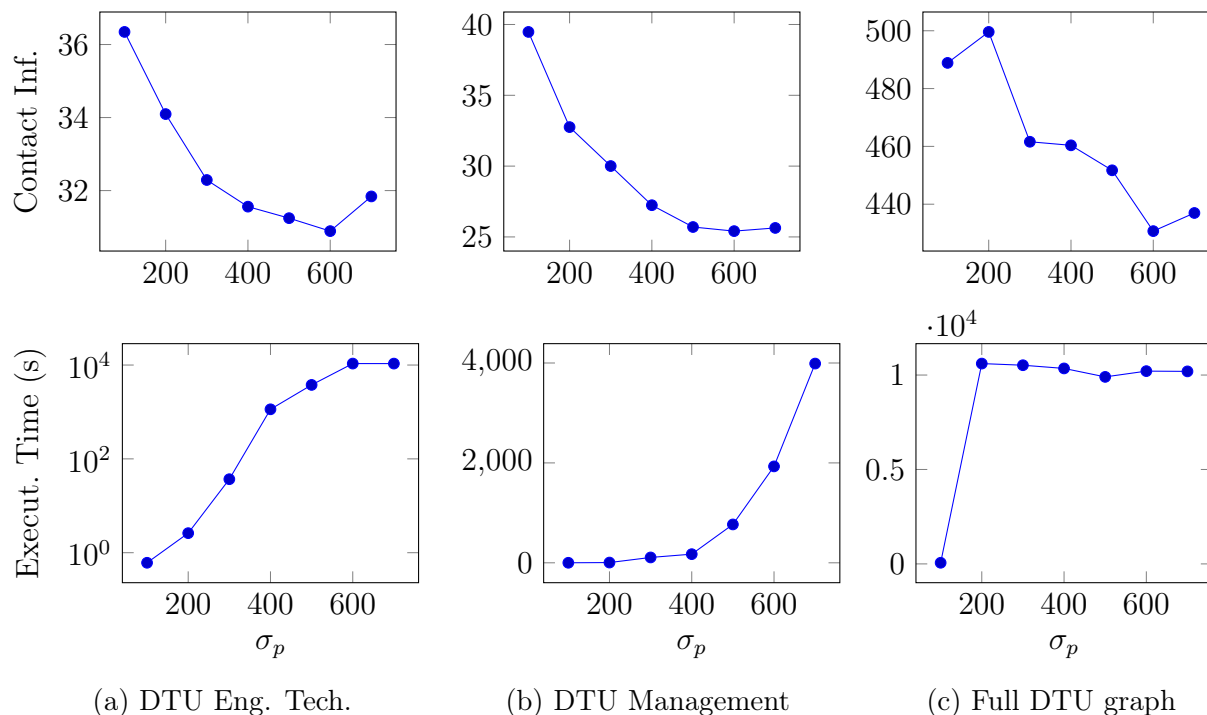 Contact Inf.
36
34
32
200 400 600
40
35
30
25
200 400 600
500
480
460
440
200 400 600
Execut. Time (s)
10^4
10^2
10^0
200 400 600
σ_p
4,000
2,000
0
200 400 600
σ_p
·10^4
1
0.5
0
200 400 600
σ_p
(a) DTU Eng. Tech.
(b) DTU Management
(c) Full DTU graph